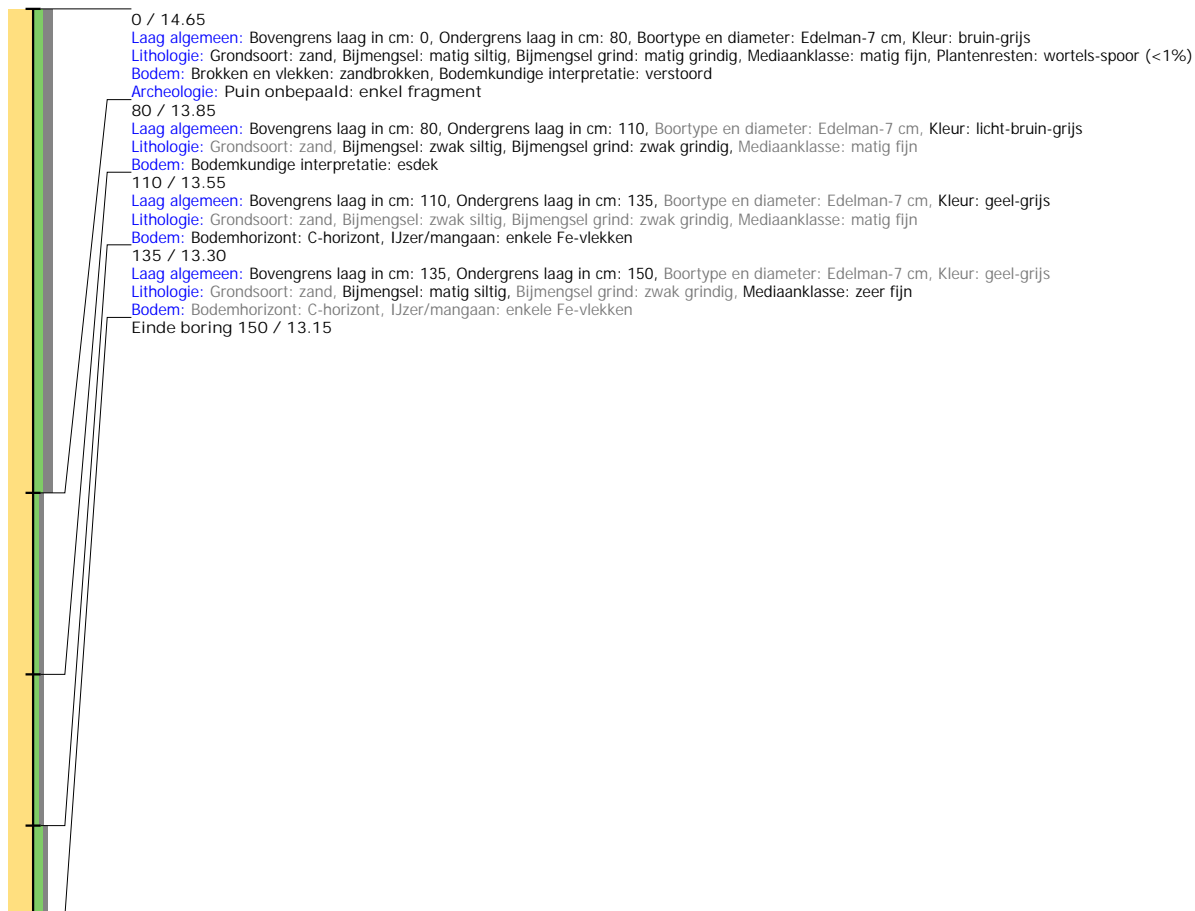 0 / 14.65
Laag algemeen: Bovengrens laag in cm: 0, Ondergrens laag in cm: 80, Boortype en diameter: Edelman-7 cm, Kleur: bruin-grijs
Lithologie: Grondsoort: zand, Bijmengsel: matig siltig, Bijmengsel grind: matig grindig, Mediaanklasse: matig fijn, Plantenresten: wortels-spoor (<1%)
Bodem: Brokken en vlekken: zandbrokken, Bodemkundige interpretatie: verstoord
Archeologie: Puin onbepaald: enkel fragment
80 / 13.85
Laag algemeen: Bovengrens laag in cm: 80, Ondergrens laag in cm: 110, Boortype en diameter: Edelman-7 cm, Kleur: licht-bruin-grijs
Lithologie: Grondsoort: zand, Bijmengsel: zwak siltig, Bijmengsel grind: zwak grindig, Mediaanklasse: matig fijn
Bodem: Bodemkundige interpretatie: esdek
110 / 13.55
Laag algemeen: Bovengrens laag in cm: 110, Ondergrens laag in cm: 135, Boortype en diameter: Edelman-7 cm, Kleur: geel-grijs
Lithologie: Grondsoort: zand, Bijmengsel: zwak siltig, Bijmengsel grind: zwak grindig, Mediaanklasse: matig fijn
Bodem: Bodemhorizont: C-horizont, IJzer/mangaan: enkele Fe-vlekken
135 / 13.30
Laag algemeen: Bovengrens laag in cm: 135, Ondergrens laag in cm: 150, Boortype en diameter: Edelman-7 cm, Kleur: geel-grijs
Lithologie: Grondsoort: zand, Bijmengsel: matig siltig, Bijmengsel grind: zwak grindig, Mediaanklasse: zeer fijn
Bodem: Bodemhorizont: C-horizont, IJzer/mangaan: enkele Fe-vlekken
Einde boring 150 / 13.15